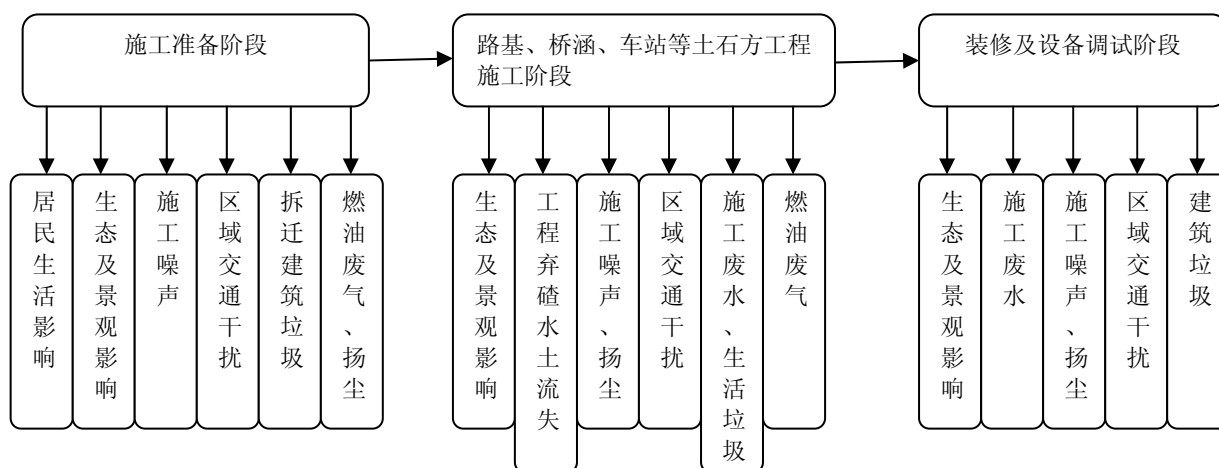 施工准备阶段
路基、桥涵、车站等土石方工程
施工阶段
装修及设备调试阶段
居民生活影响
生态及景观影响
施工噪声
区域交通干扰
拆迁建筑垃圾
燃油废气、扬尘
生态及景观影响
工程弃碴水土流失
施工噪声、扬尘
区域交通干扰
施工废水、生活垃圾
燃油废气
生态及景观影响
施工废水
施工噪声、扬尘
区域交通干扰
建筑垃圾